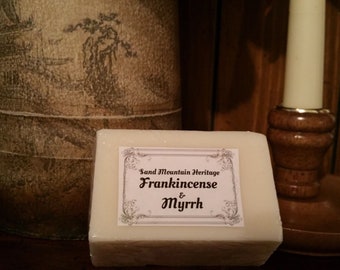 Sand Mountain Heritage
Frankincense
&
Myrrh